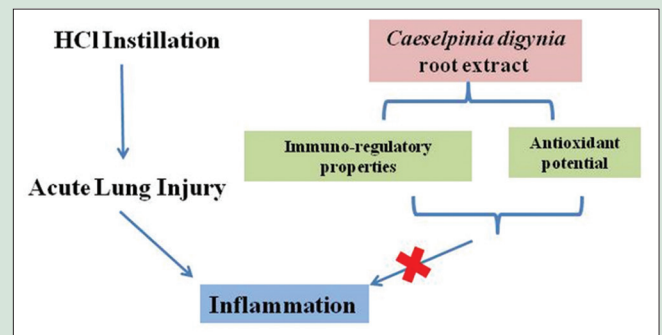 HCl Instillation
Caeselpinia digynia
root extract
Immuno-regulatory
properties
Antioxidant
potential
Acute Lung Injury
Inflammation